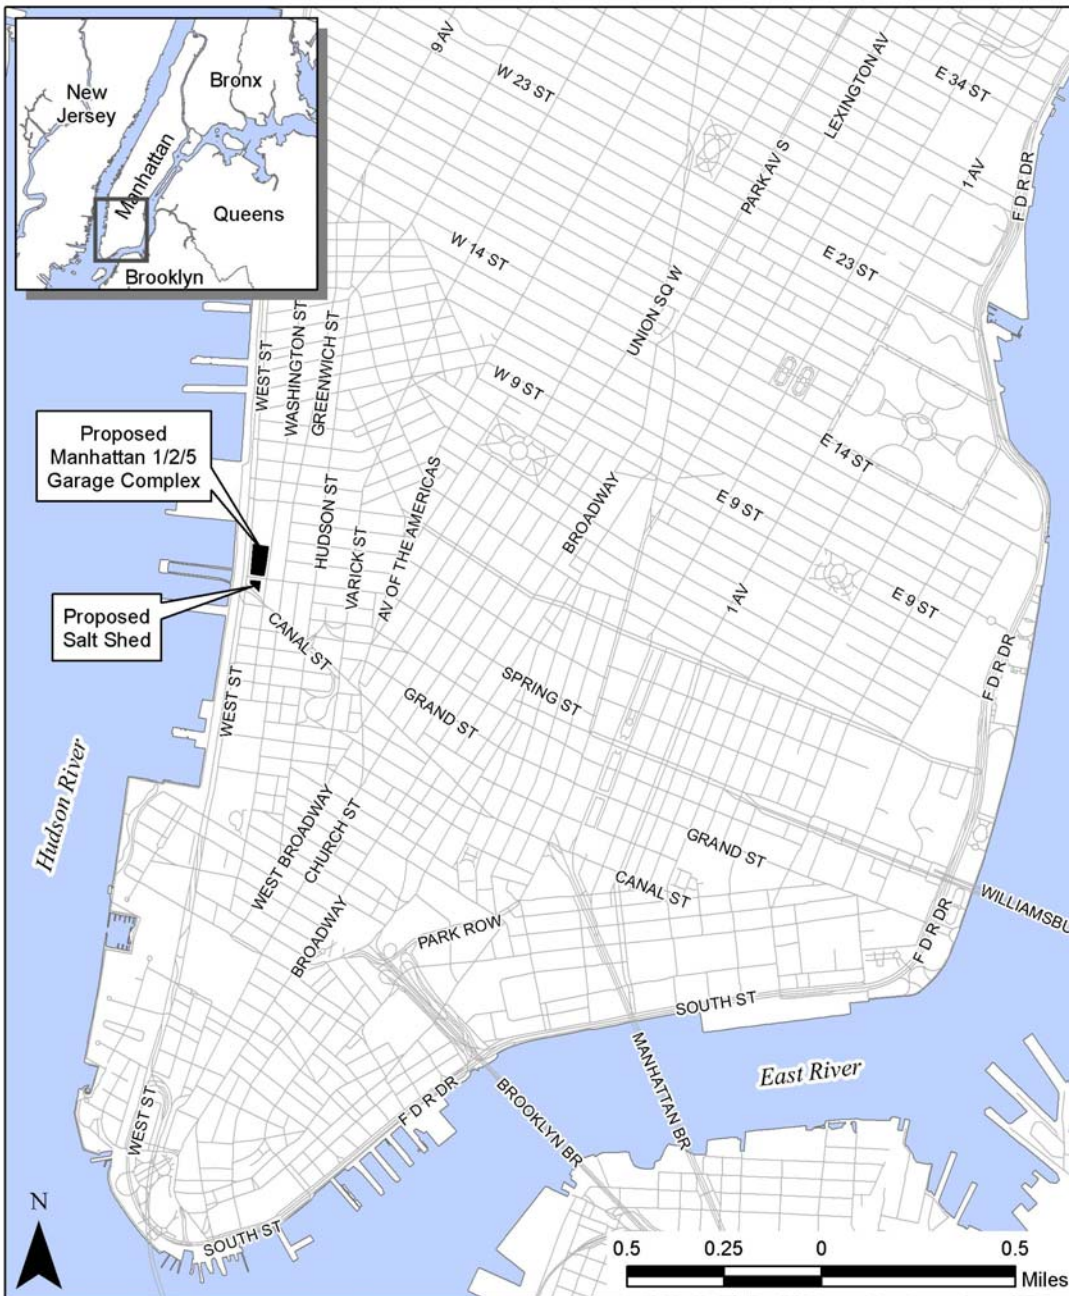 New
Jersey
Bronx
Manhattan
Queens
Brooklyn
9 AV
W 23 ST
LEXINGTON AV
E 34 ST
PARK AV S
1 AV
F D R DR
W 14 ST
E 23 ST
UNION SQ W
WEST ST
WASHINGTON ST
GREENWICH ST
W 9 ST
Proposed
Manhattan 1/2/5
Garage Complex
E 14 ST
HUDSON ST
VARICK ST
AV OF THE AMERICAS
BROADWAY
E 9 ST
1 AV
E 9 ST
Proposed
Salt Shed
CANAL ST
F D R DR
WEST ST
GRAND ST
SPRING ST
Hudson River
WEST BROADWAY
CHURCH ST
GRAND ST
CANAL ST
WILLIAMSBU
BROADWAY
PARK ROW
F D R DR
SOUTH ST
MANHATTAN BR
East River
WEST ST
F D R DR
BROOKLYN BR
N
SOUTH ST
0.5 0.25 0 0.5
Miles